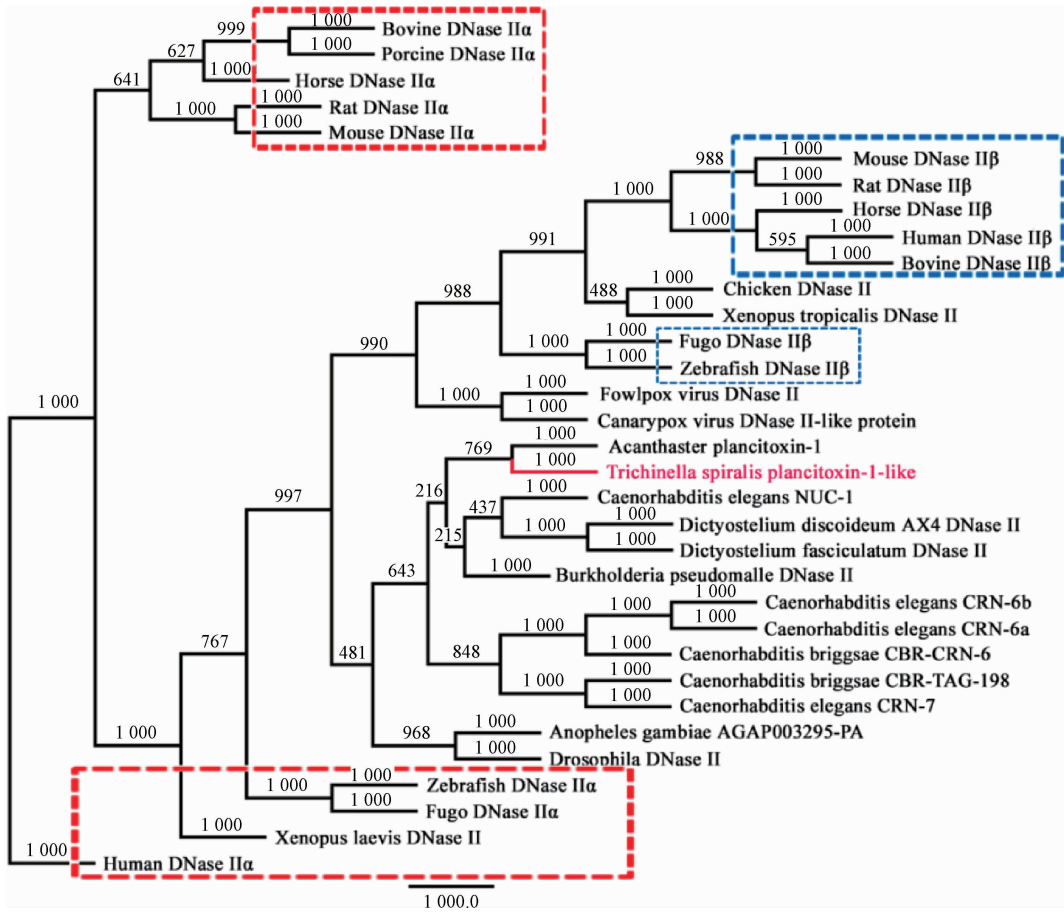 999
1 000
Bovine DNase IIα
627
1 000
Porcine DNase IIα
641
1 000
Horse DNase IIα
1 000
1 000
Rat DNase IIα
1 000
Mouse DNase IIα
988
1 000
Mouse DNase IIβ
1 000
1 000
Rat DNase IIβ
1 000
Horse DNase IIβ
1 000
1 000
Human DNase IIβ
595
1 000
Bovine DNase IIβ
991
488
1 000
Chicken DNase II
1 000
Xenopus tropicalis DNase II
988
1 000
Fugo DNase IIβ
1 000
1 000
Zebrafish DNase IIβ
990
1 000
Fowlpox virus DNase II
1 000
1 000
Canarypox virus DNase II-like protein
1 000
769
1 000
Acanthaster plancitoxin-1
1 000
Trichinella spiralis plancitoxin-1-like
997
216
437
1 000
Caenorhabditis elegans NUC-1
215
1 000
1 000
Dictyostelium discoideum AX4 DNase II
1 000
Dictyostelium fasciculatum DNase II
643
1 000
Burkholderia pseudomalle DNase II
1 000
1 000
Caenorhabditis elegans CRN-6b
1 000
Caenorhabditis elegans CRN-6a
767
481
848
1 000
1 000
Caenorhabditis briggsae CBR-CRN-6
1 000
1 000
Caenorhabditis briggsae CBR-TAG-198
1 000
Caenorhabditis elegans CRN-7
1 000
968
1 000
Anopheles gambiae AGAP003295-PA
1 000
Drosophila DNase II
1 000
1 000
Zebrafish DNase IIα
1 000
Fugo DNase IIα
1 000
Xenopus laevis DNase II
1 000
Human DNase IIα
1 000.0